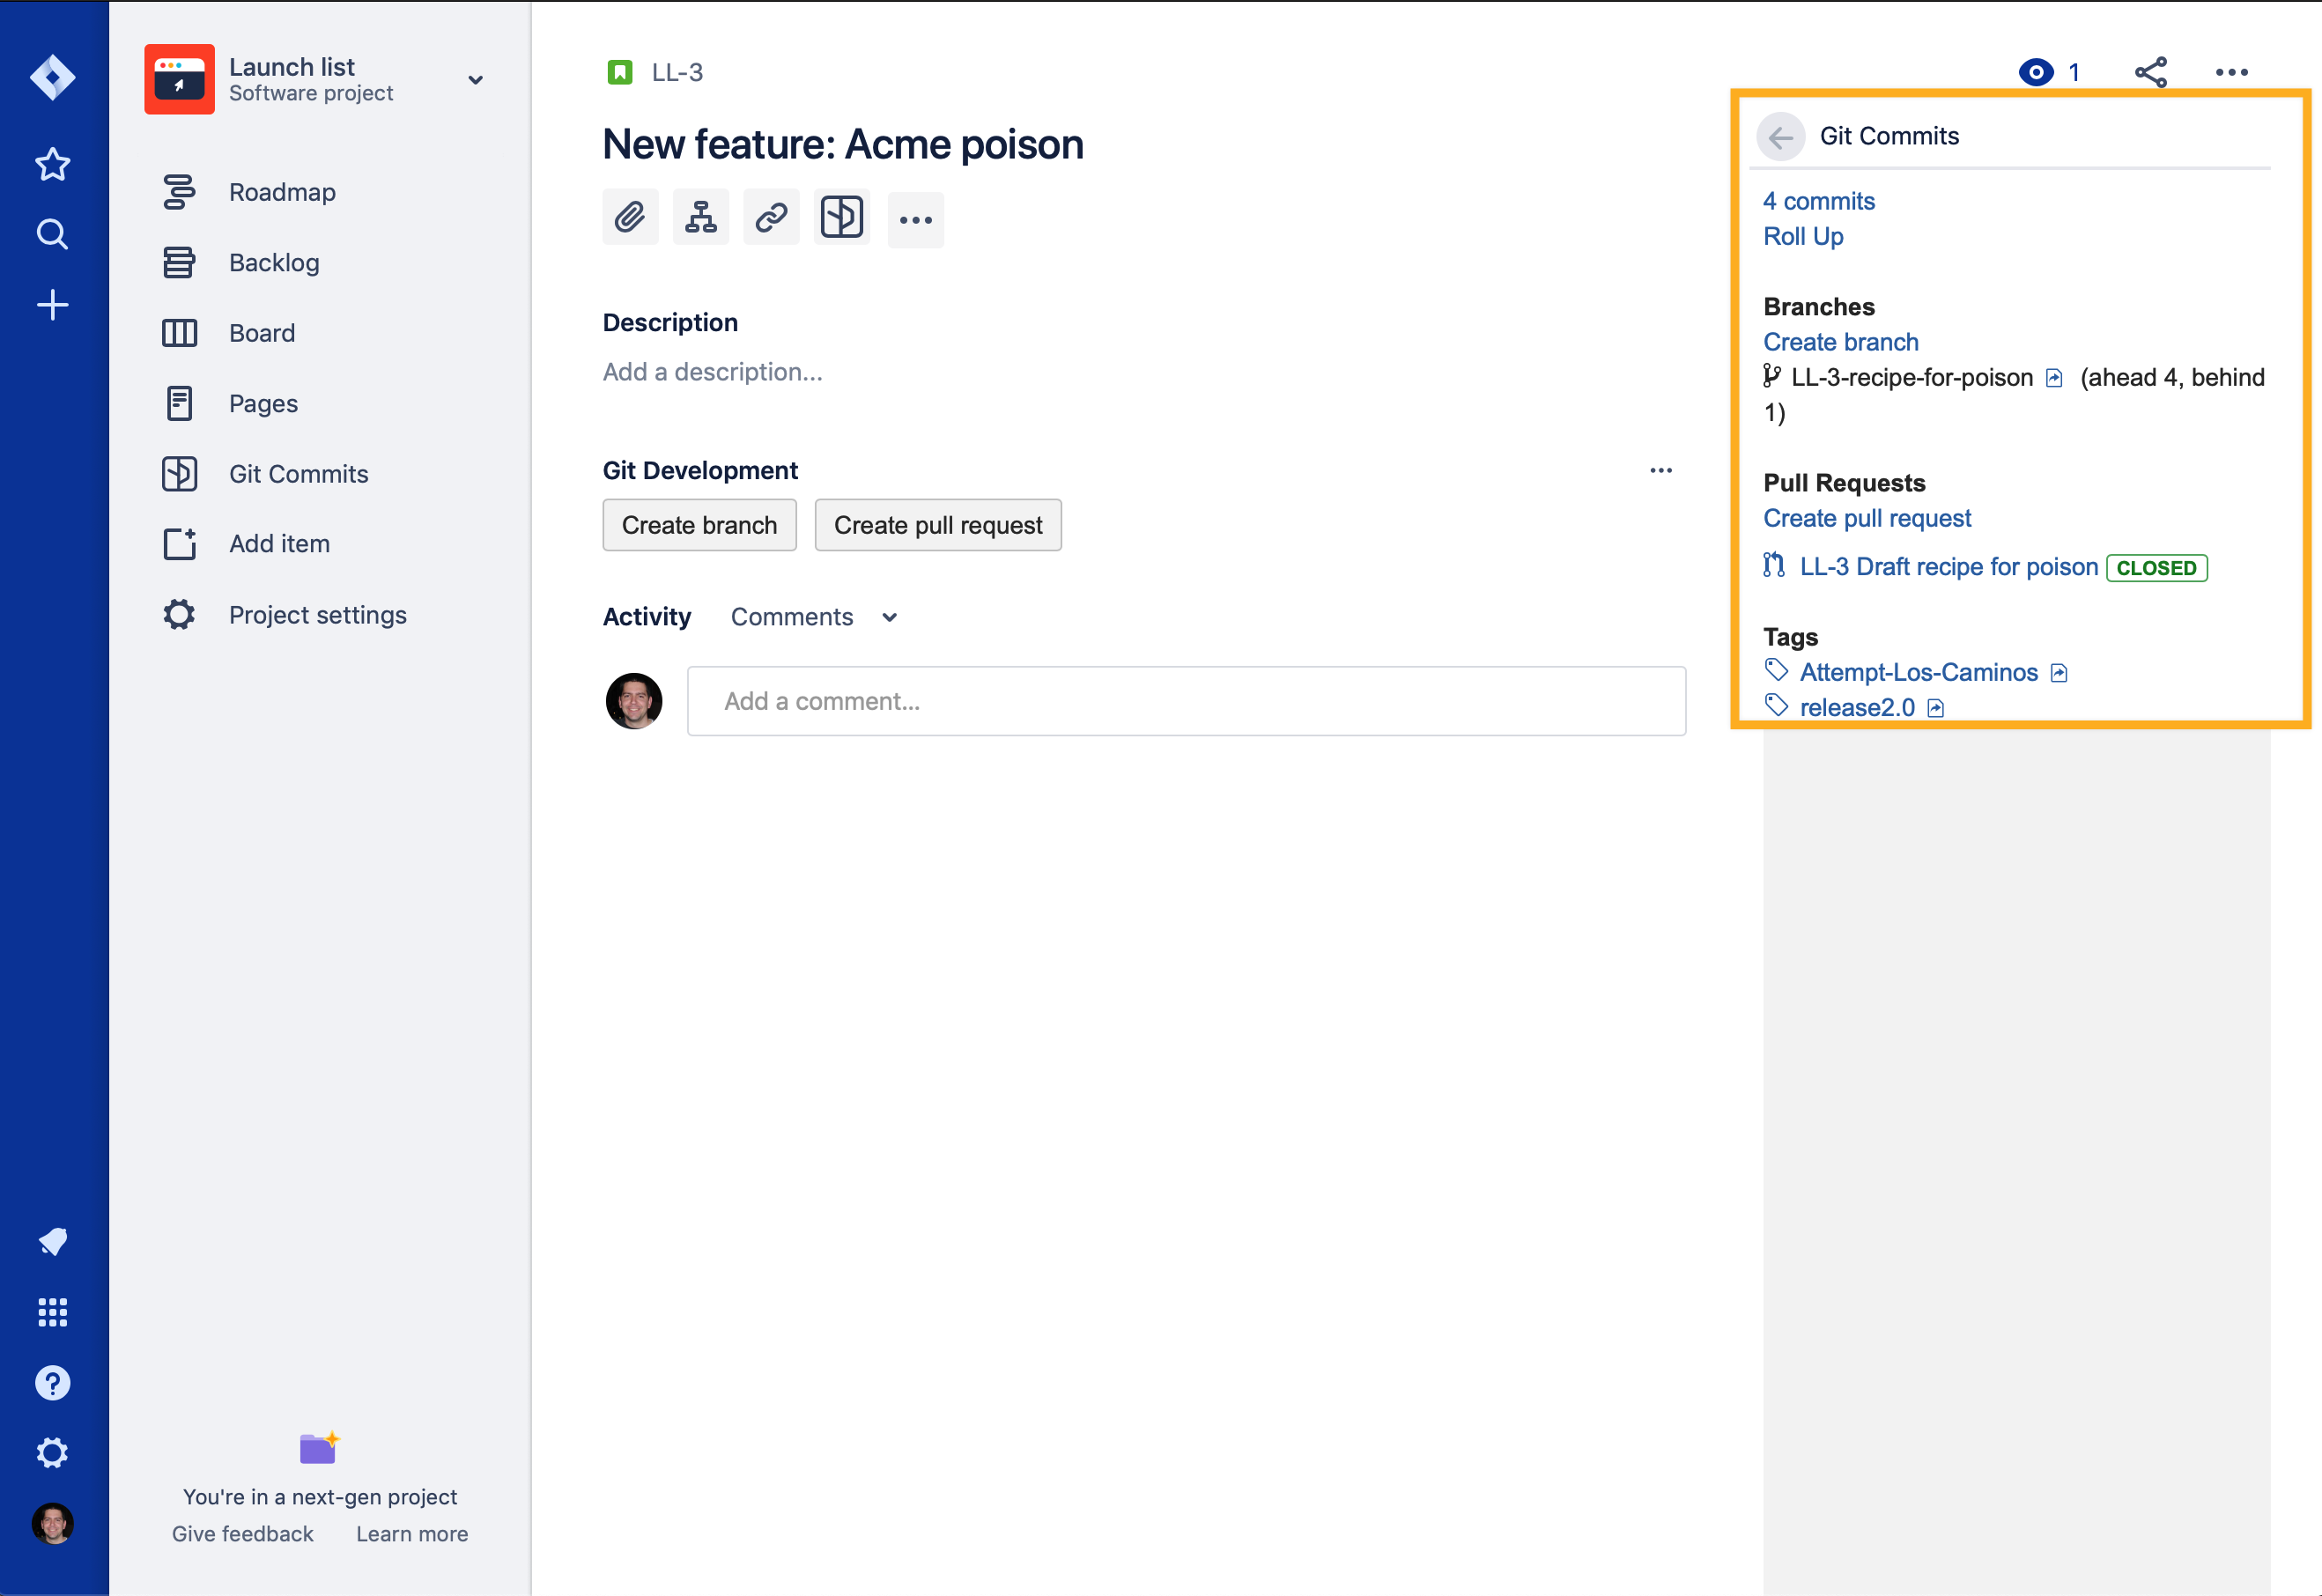 Launch list
Software project
Roadmap
Backlog
Board
Pages
Git Commits
Add item
Project settings
You're in a next-gen project
Give feedback Learn more
LL-3
1
New feature: Acme poison
Description
Add a description...
Git Development
Create branch Create pull request
Activity Comments
Add a comment...
Git Commits
4 commits
Roll Up
Branches
Create branch
LL-3-recipe-for-poison (ahead 4, behind
1)
Pull Requests
Create pull request
LL-3 Draft recipe for poison CLOSED
Tags
Attempt-Los-Caminos
release2.0